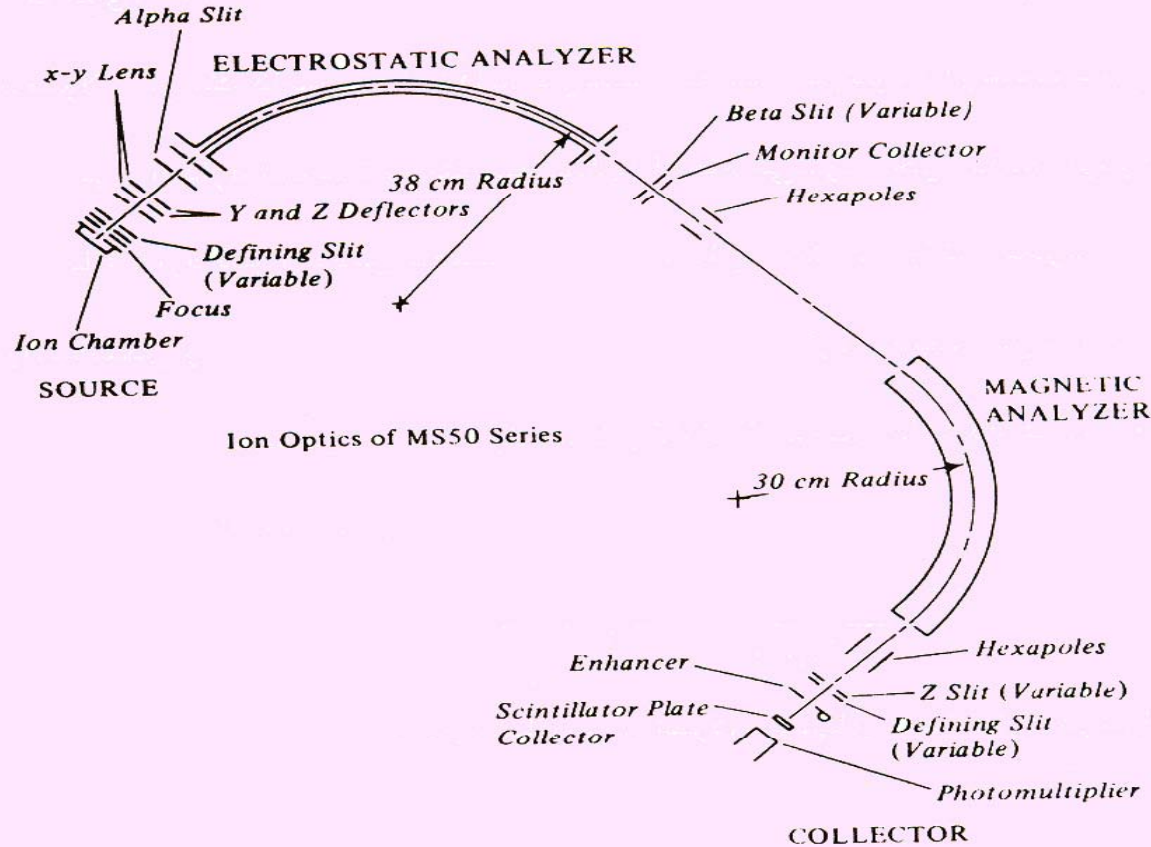 Alpha Slit
x-y Lens
ELECTROSTATIC ANALYZER
Beta Slit (Variable)
Monitor Collector
38 cm Radius
Hexapoles
Y and Z Deflectors
Defining Slit
(Variable)
Focus
Ion Chamber
SOURCE
MAGNETIC
ANALYZER
Ion Optics of MS50 Series
30 cm Radius
Hexapoles
Enhancer
Z Slit (Variable)
Scintillator Plate
Collector
Defining Slit
(Variable)
Photomultiplier
COLLECTOR